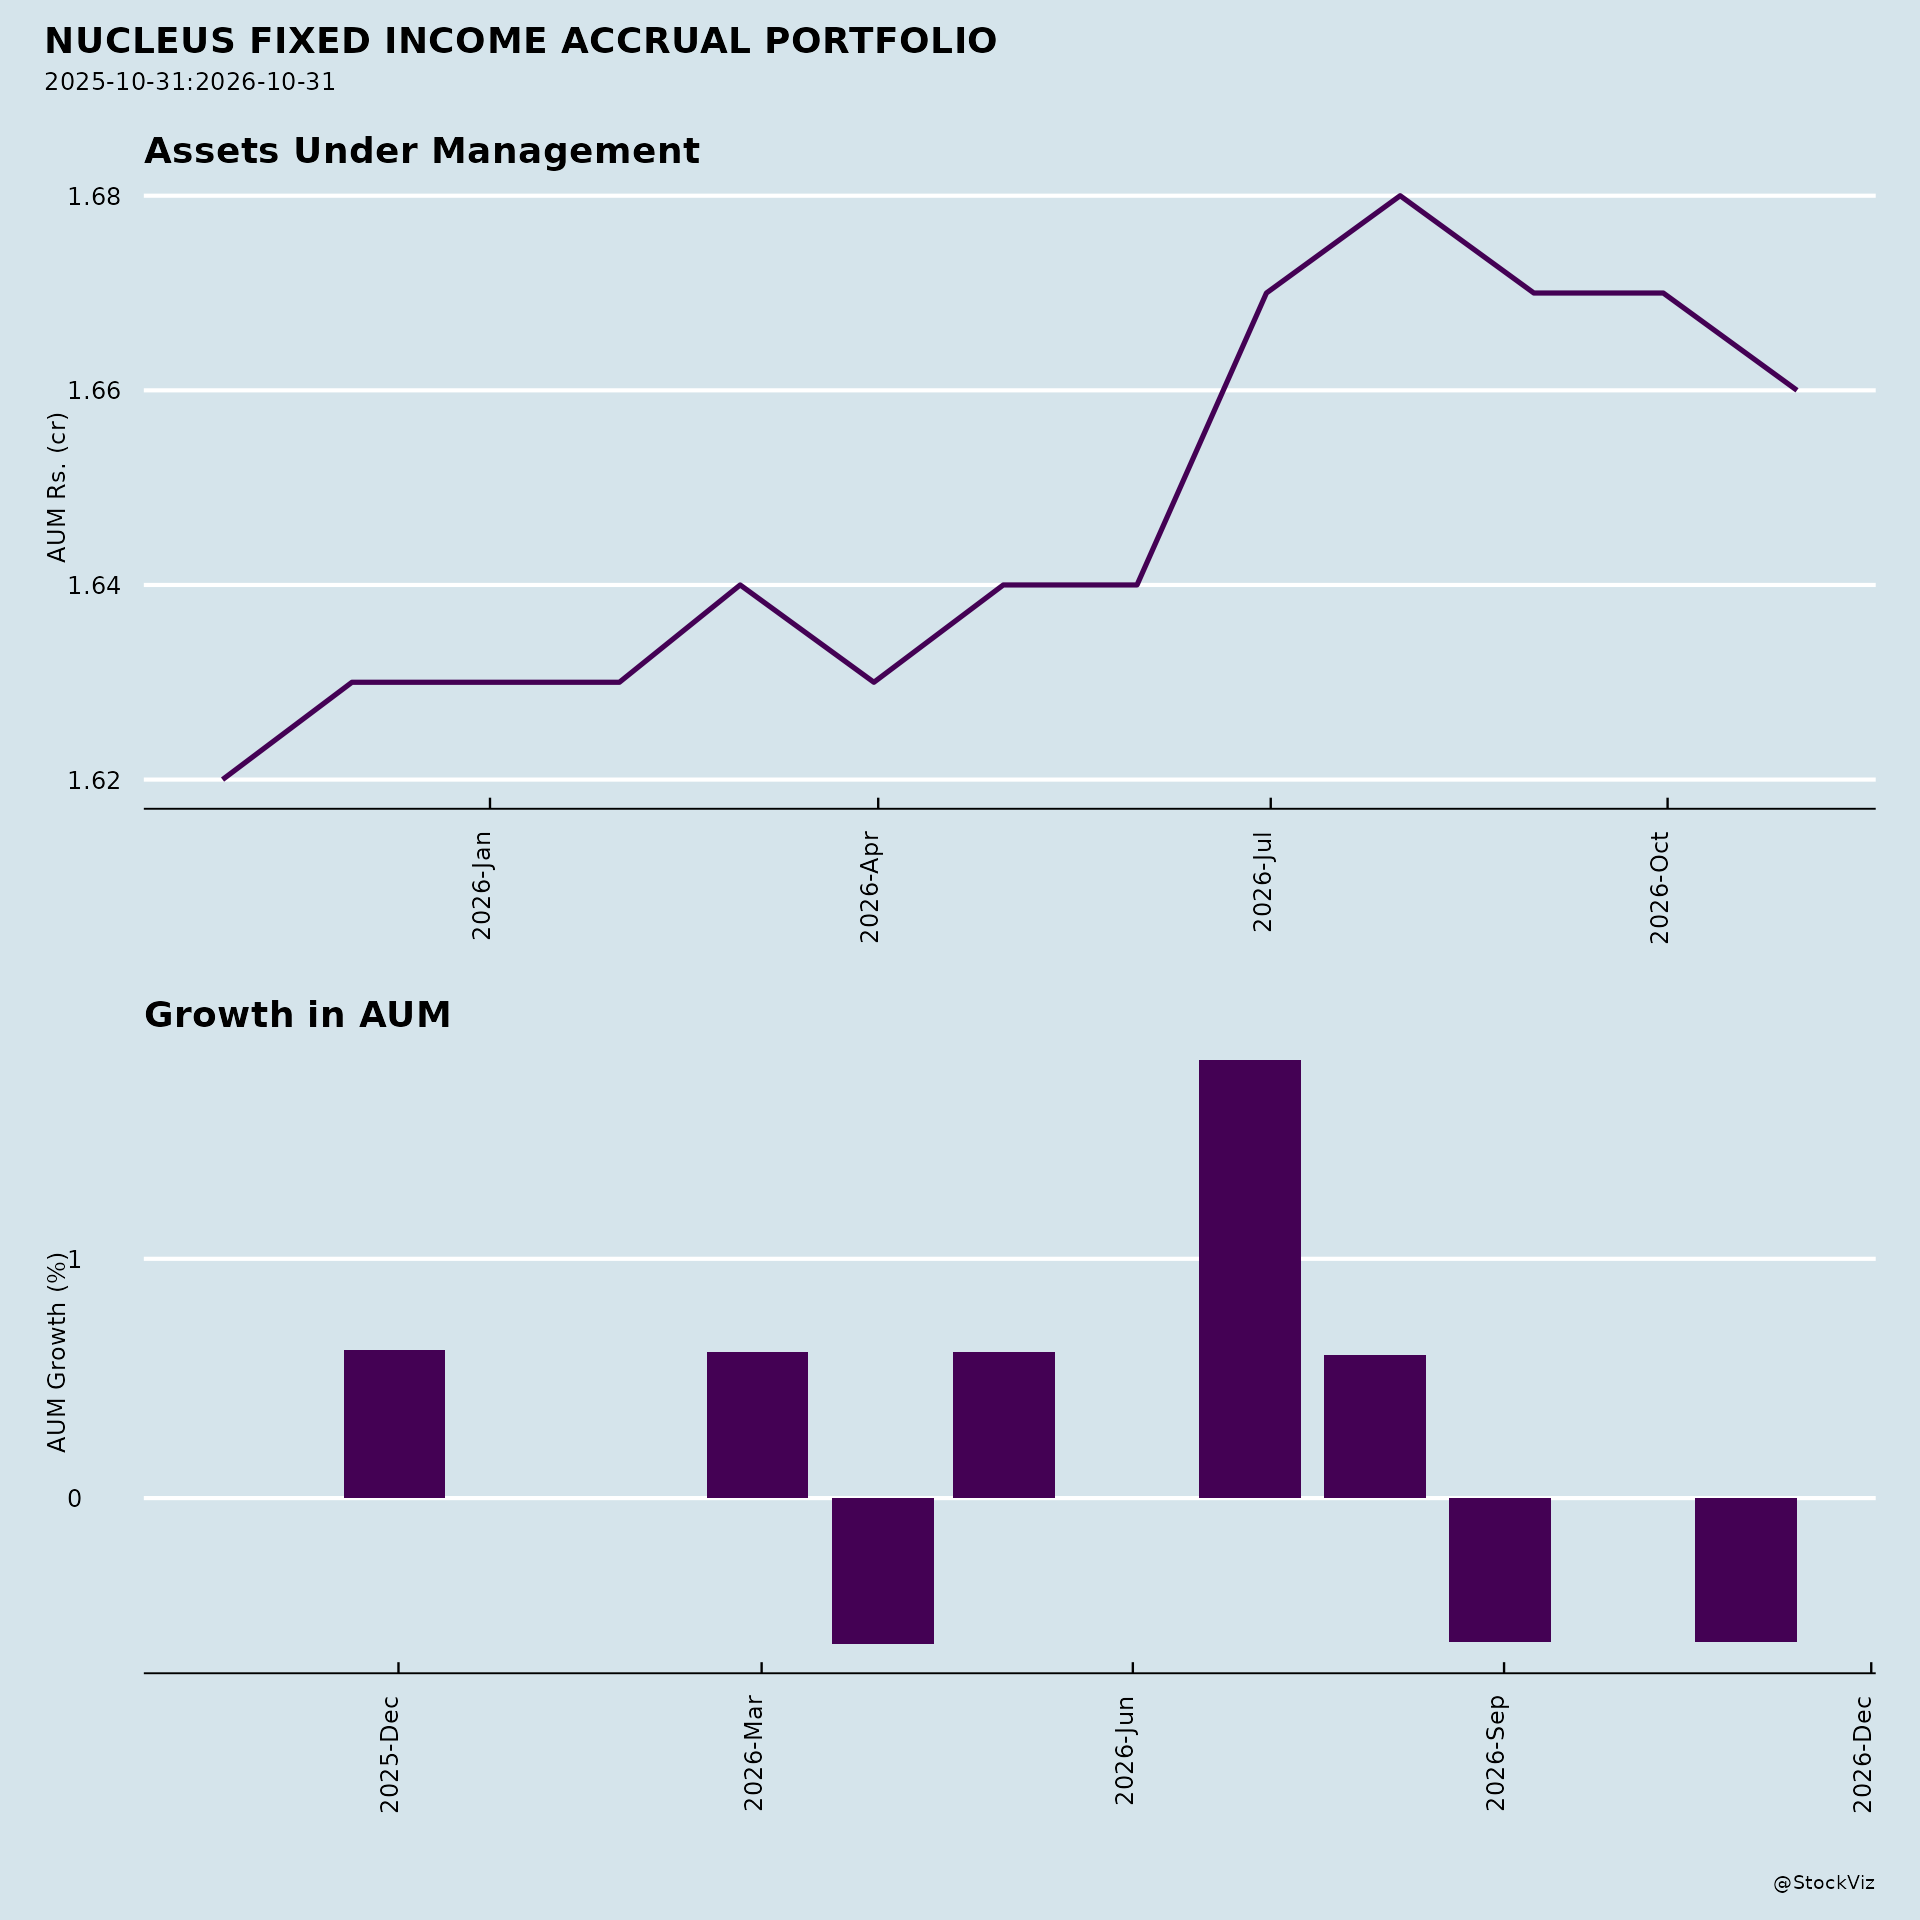 NUCLEUS FIXED INCOME ACCRUAL PORTFOLIO
2025-10-31:2026-10-31
Assets Under Management
1.68
1.66
1.64
1.62
AUM Rs. (cr)
2026-Jan
2026-Apr
2026-Jul
2026-Oct
Growth in AUM
1
0
AUM Growth (%)
2025-Dec
2026-Mar
2026-Jun
2026-Sep
2026-Dec
@StockViz